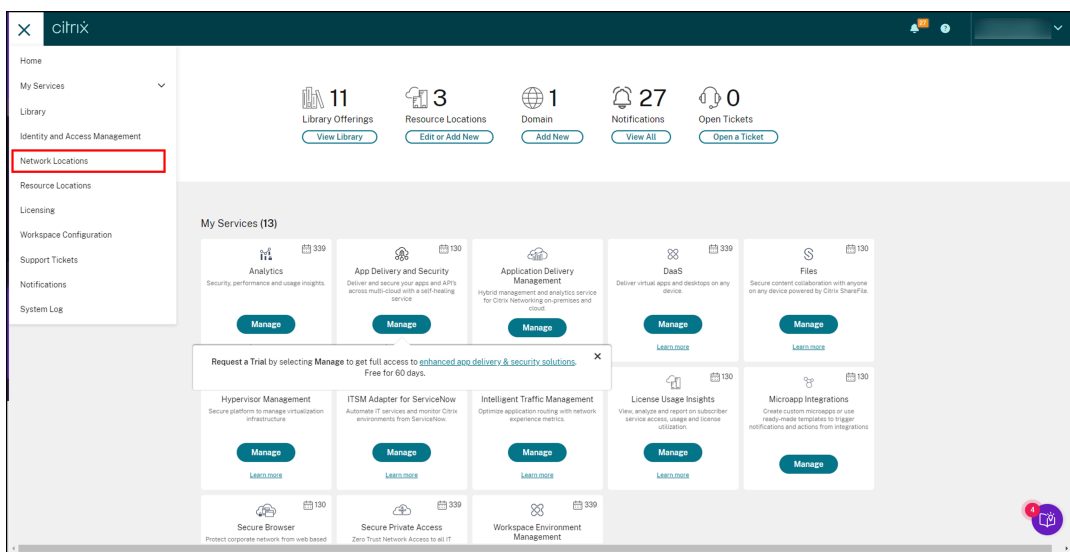 citrix
27
Home
My Services
Library
Identity and Access Management
Network Locations
Resource Locations
Licensing
Workspace Configuration
Support Tickets
Notifications
System Log
11
Library Offerings
View Library
3
Resource Locations
Edit or Add New
1
Domain
Add New
27
Notifications
View All
0
Open Tickets
Open a Ticket
My Services (13)
339
Analytics
Security, performance and usage insights.
Manage
130
App Delivery and Security
Deliver and secure your apps and API's
across multi-cloud with a self-healing
service
Manage
Application Delivery
Management
Hybrid management and analytics service
for Citrix Networking on-premises and
cloud.
Manage
339
DaaS
Deliver virtual apps and desktops on any
device.
Manage
Learn more
130
Files
Secure content collaboration with anyone
on any device powered by Citrix ShareFile.
Manage
Learn more
Request a Trial by selecting Manage to get full access to enhanced app delivery & security solutions.
Free for 60 days.
Hypervisor Management
Secure platform to manage virtualization
infrastructure
Manage
Learn more
ITSM Adapter for ServiceNow
Automate IT services and monitor Citrix
environments from ServiceNow.
Manage
Learn more
Intelligent Traffic Management
Optimize application routing with network
experience metrics.
Manage
Learn more
130
License Usage Insights
View, analyze and report on subscriber
service access, usage and license
utilization.
Manage
Learn more
130
Microapp Integrations
Create custom microapps or use
ready-made templates to trigger
notifications and actions from integrations
Manage
130
Secure Browser
Protect corporate network from web based
339
Secure Private Access
Zero Trust Network Access to all IT
339
Workspace Environment
Management
4